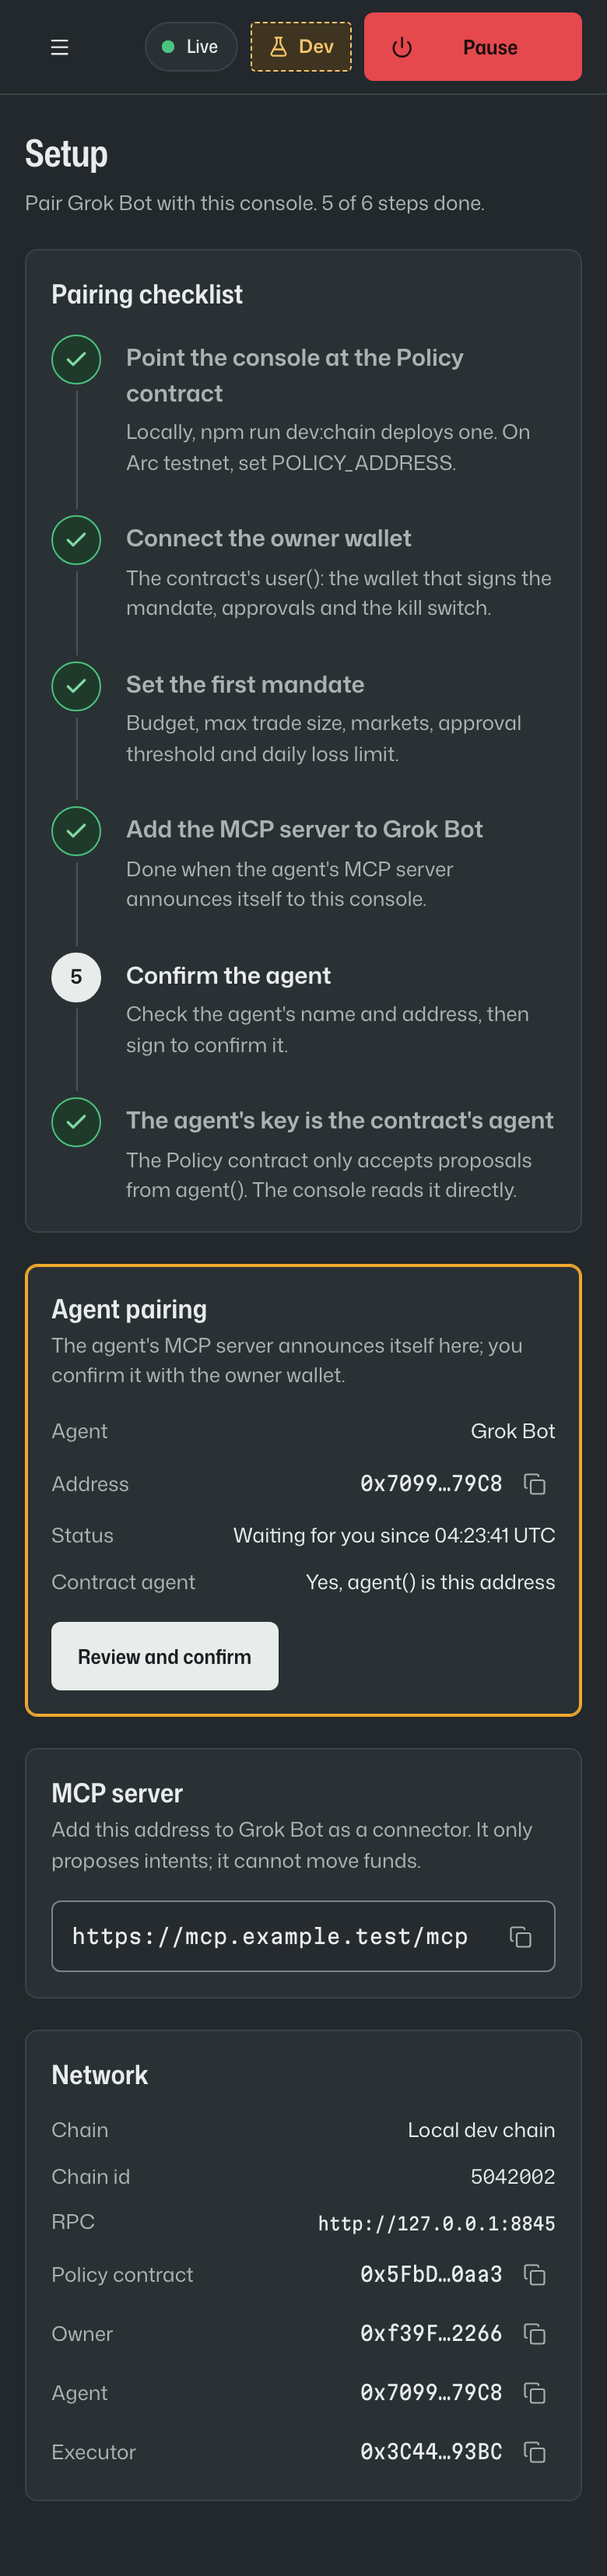 Live
Dev
Pause
Setup
Pair Grok Bot with this console. 5 of 6 steps done.
Pairing checklist
Point the console at the Policy
contract
Locally, npm run dev:chain deploys one. On
Arc testnet, set POLICY_ADDRESS.
Connect the owner wallet
The contract's user(): the wallet that signs the
mandate, approvals and the kill switch.
Set the first mandate
Budget, max trade size, markets, approval
threshold and daily loss limit.
Add the MCP server to Grok Bot
Done when the agent's MCP server
announces itself to this console.
5
Confirm the agent
Check the agent's name and address, then
sign to confirm it.
The agent's key is the contract's agent
The Policy contract only accepts proposals
from agent(). The console reads it directly.
Agent pairing
The agent's MCP server announces itself here; you
confirm it with the owner wallet.
Agent Grok Bot
Address 0x7099…79C8
Status Waiting for you since 04:23:41 UTC
Contract agent Yes, agent() is this address
Review and confirm
MCP server
Add this address to Grok Bot as a connector. It only
proposes intents; it cannot move funds.
https://mcp.example.test/mcp
Network
Chain Local dev chain
Chain id 5042002
RPC http://127.0.0.1:8845
Policy contract 0x5FbD…0aa3
Owner 0xf39F…2266
Agent 0x7099…79C8
Executor 0x3C44…93BC